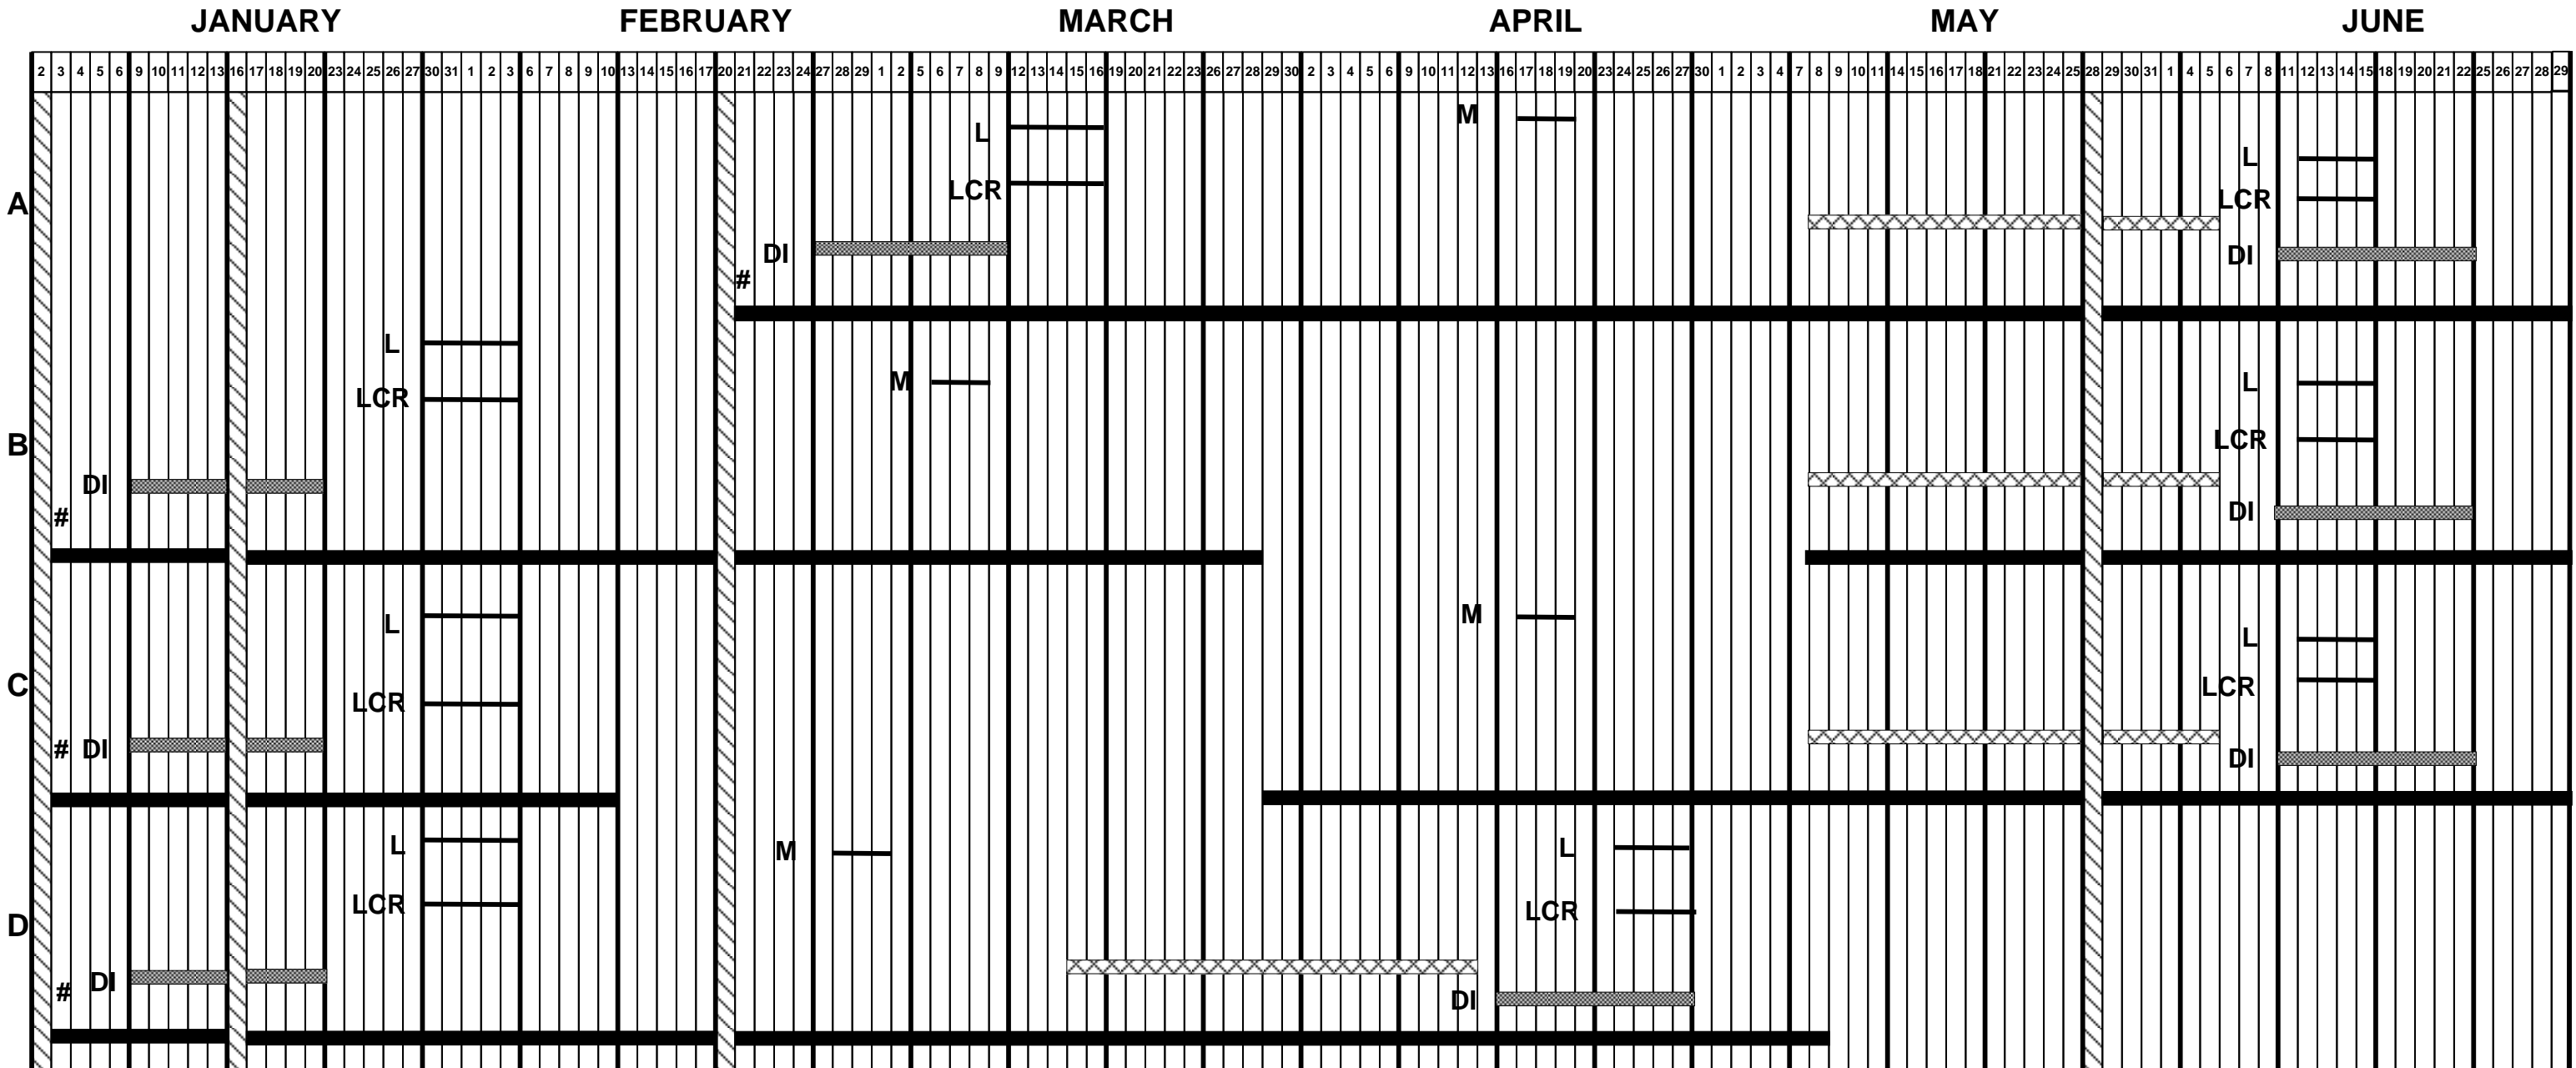 JANUARY FEBRUARY MARCH APRIL MAY JUNE
2 3 4 5 6 9 10 11 12 13 16 17 18 19 20 23 24 25 26 27 30 31 1 2 3 6 7 8 9 10 13 14 15 16 17 20 21 22 23 24 27 28 29 1 2 5 6 7 8 9 12 13 14 15 16 19 20 21 22 23 26 27 28 29 30 2 3 4 5 6 9 10 11 12 13 16 17 18 19 20 23 24 25 26 27 30 1 2 3 4 7 8 9 10 11 14 15 16 17 18 21 22 23 24 25 28 29 30 31 1 4 5 6 7 8 11 12 13 14 15 18 19 20 21 22 25 26 27 28 29
M
L
L
LCR
LCR
A
DI
DI
#
L
M
L
LCR
LCR
B
DI
DI
#
M
L
L
C
LCR
LCR
# DI
DI
L
M
L
LCR
LCR
D
DI
DI
#